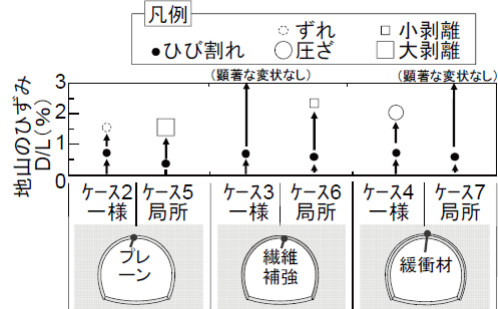 凡例
ずれ
小剥離
ひび割れ
圧ざ
大剥離
地山のひずみ
D/L(%)
3
2
1
0
(顕著な変状なし)
(顕著な変状なし)
ケース2
一様
ケース5
局所
ケース3
一様
ケース6
局所
ケース4
一様
ケース7
局所
プレ
ーン
繊維
補強
緩衝材